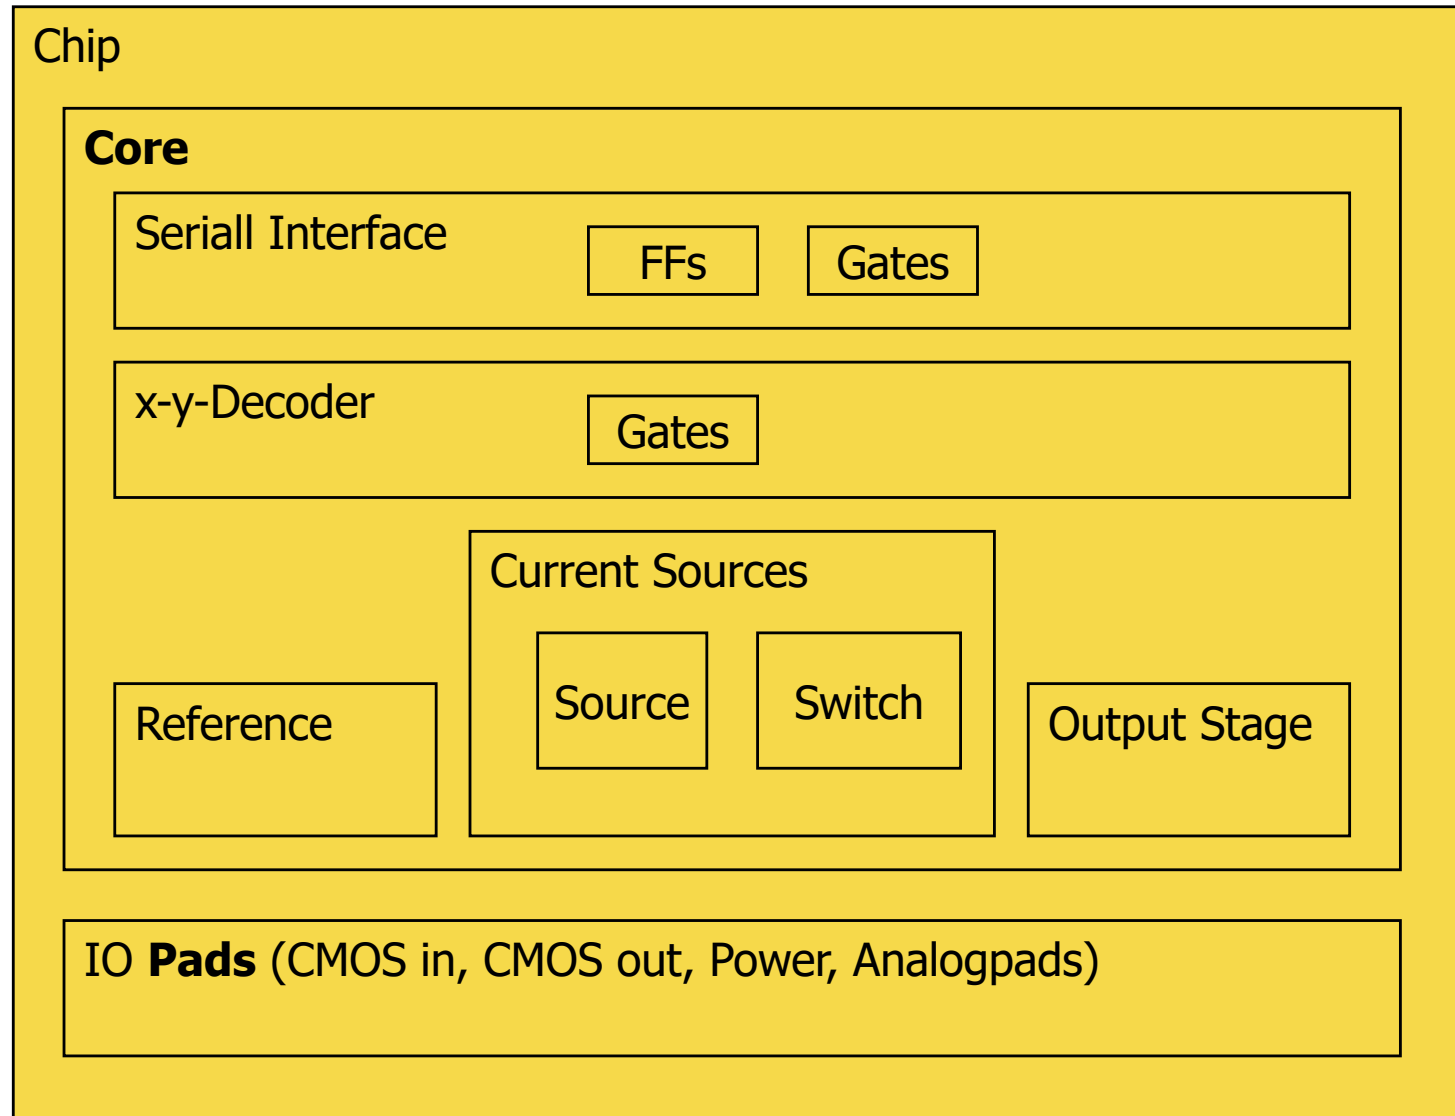 Chip
Core
Seriall Interface
FFs
Gates
x-y-Decoder
Gates
Current Sources
Source
Switch
Reference
Output Stage
IO Pads (CMOS in, CMOS out, Power, Analogpads)